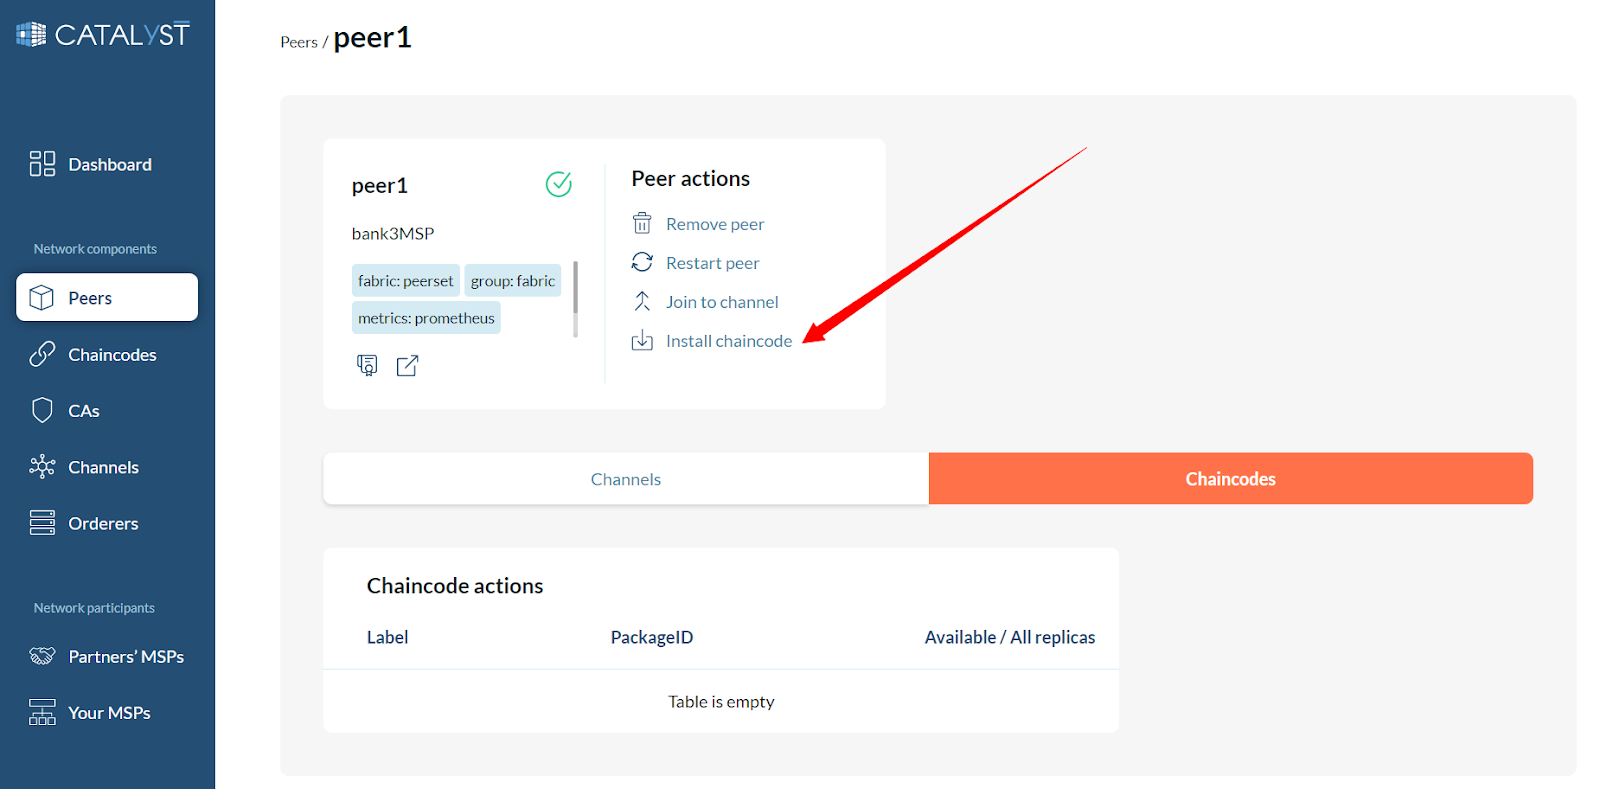 CATALYST
Dashboard
Network components
Peers
Chaincodes
CAs
Channels
Orderers
Network participants
Partners’ MSPs
Your MSPs
Peers / peer1
peer1
bank3MSP
fabric: peerset group: fabric
metrics: prometheus
Peer actions
Remove peer
Restart peer
Join to channel
Install chaincode
Channels Chaincodes
Chaincode actions
Label PackageID Available / All replicas
Table is empty